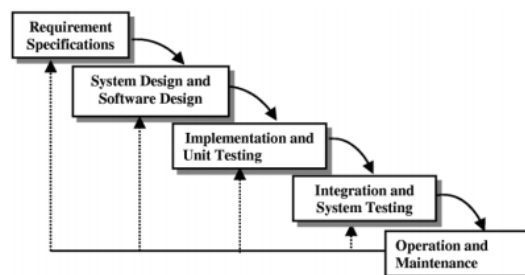 Requirement
Specifications
System Design and
Software Design
Implementation and
Unit Testing
Integration and
System Testing
Operation and
Maintenance